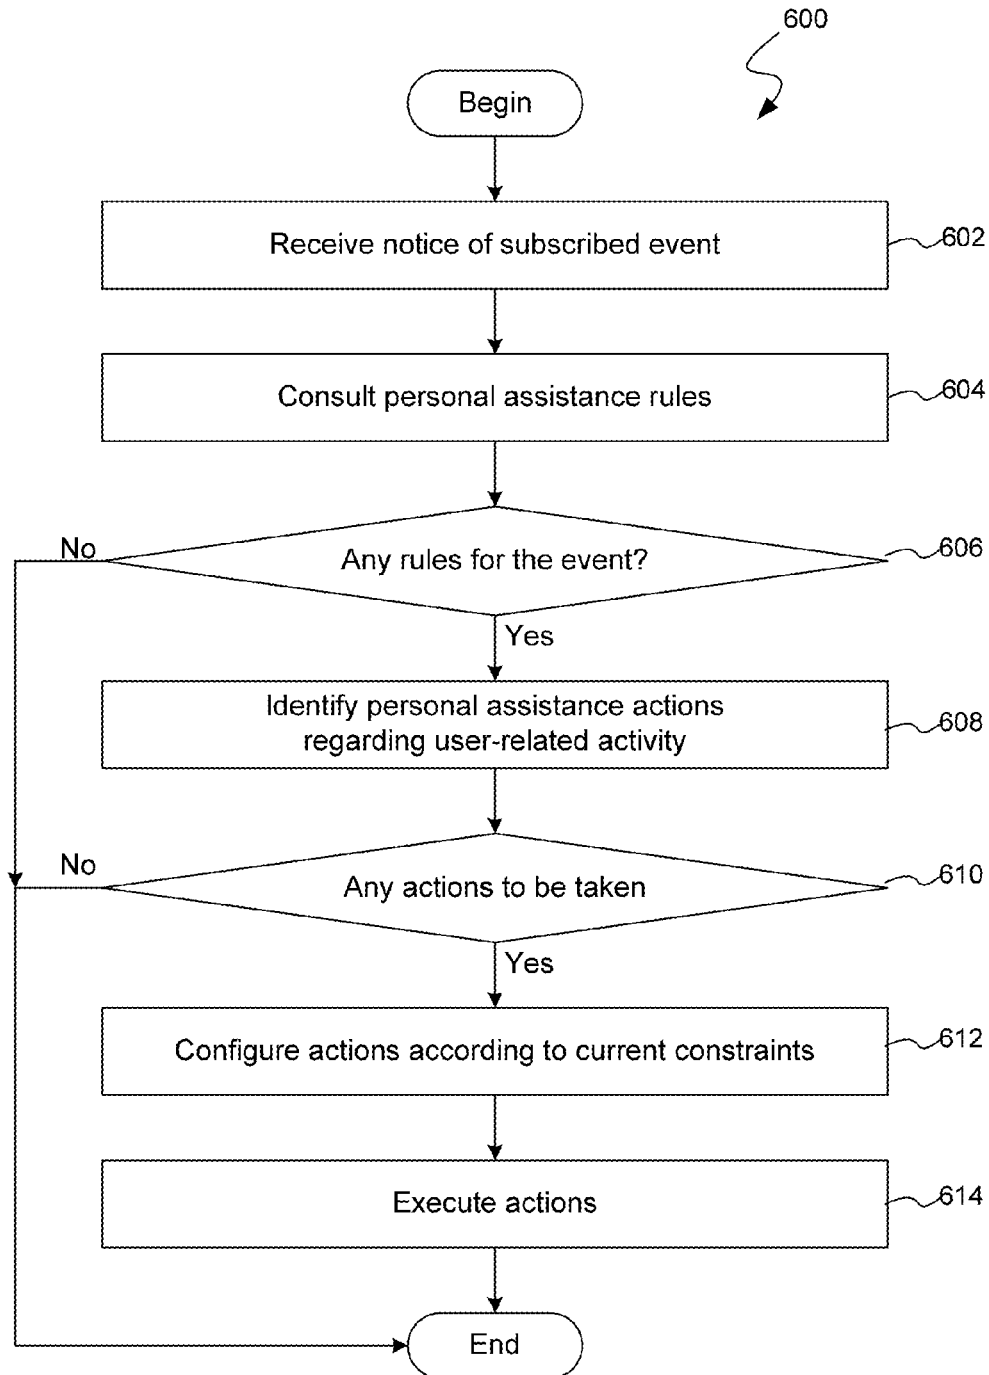 600
Begin
Receive notice of subscribed event
602
Consult personal assistance rules
604
No
Any rules for the event?
606
Yes
Identify personal assistance actions
regarding user-related activity
608
No
Any actions to be taken
610
Yes
Configure actions according to current constraints
612
Execute actions
614
End